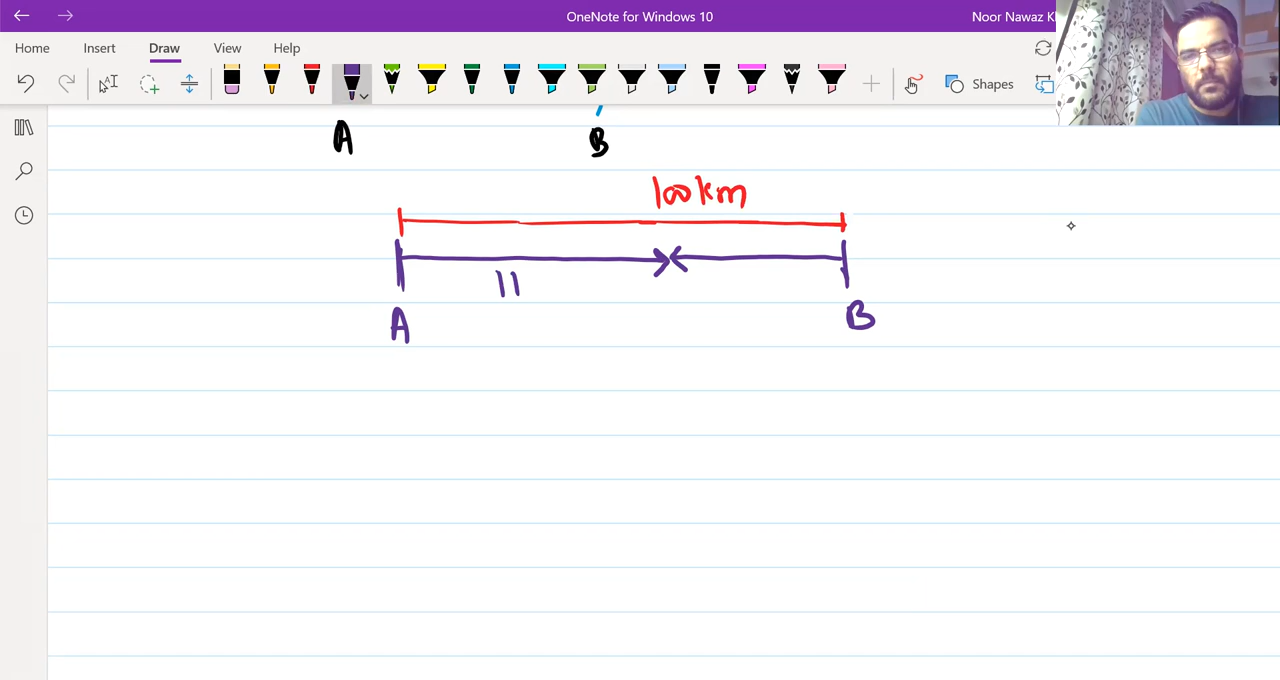 OneNote for Windows 10
Noor Nawaz K
Home Insert Draw View Help
Shapes
A B
100km
11
A B